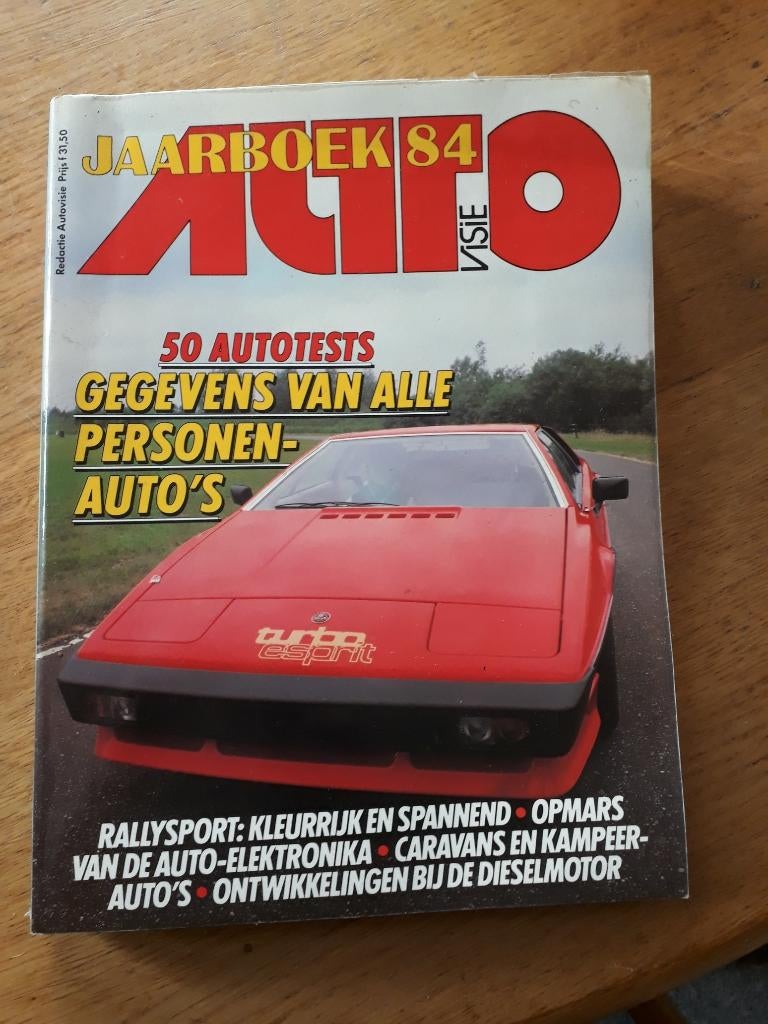 Redactie Autovisie Prijs f 31,50
JAARBOEK 84
AUTO
VISIE
50 AUTOTESTS
GEGEVENS VAN ALLE
PERSONEN-
AUTO'S
turbo
esprit
RALLYSPORT: KLEURRIJK EN SPANNEND • OPMARS
VAN DE AUTO-ELEKTRONIKA • CARAVANS EN KAMPEER-
AUTO'S • ONTWIKKELINGEN BIJ DE DIESELMOTOR